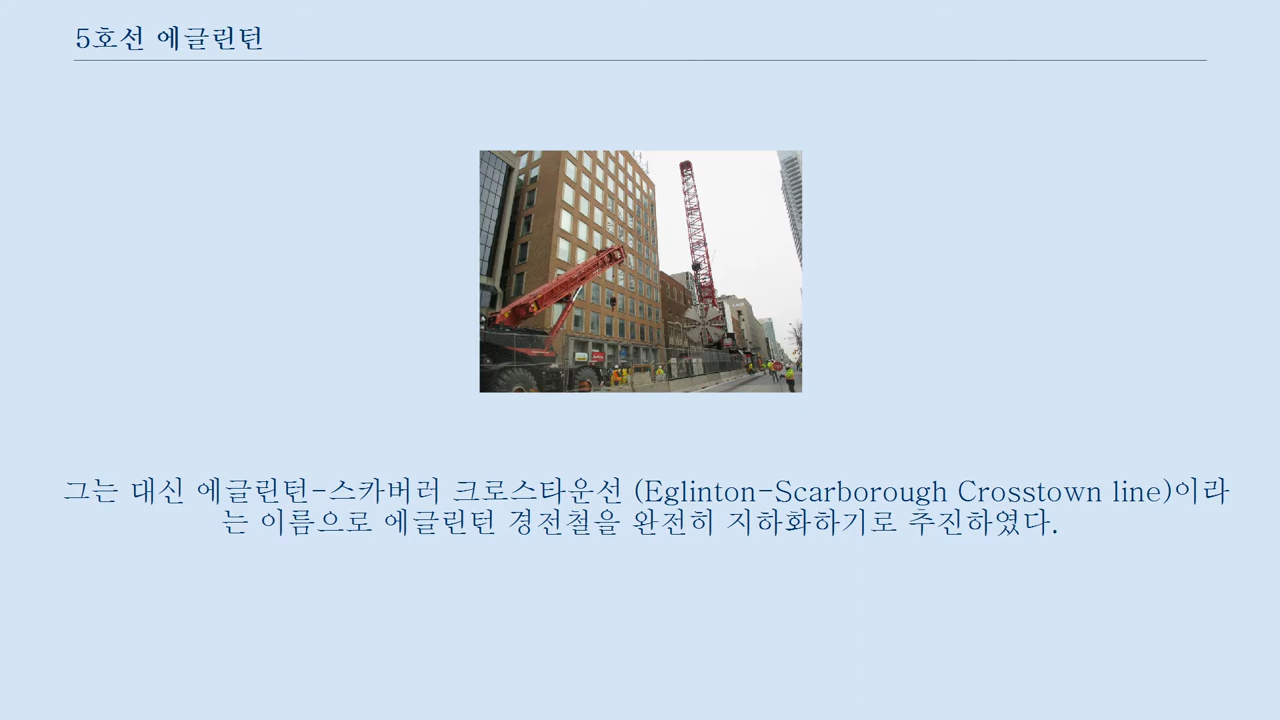 5호선 에글린턴
그는 대신 에글린턴-스카버러 크로스타운선 (Eglinton-Scarborough Crosstown line)이라
는 이름으로 에글린턴 경전철을 완전히 지하화하기로 추진하였다.